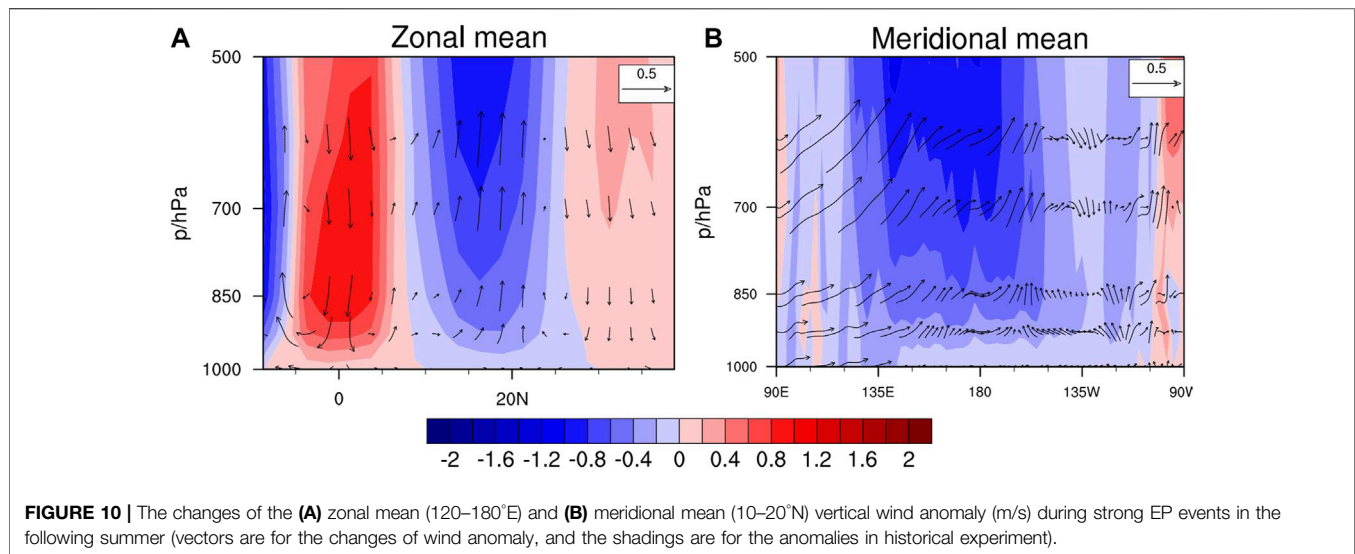 A Zonal mean
500
700
850
1000
p/hPa
0.5
0 20N
B Meridional mean
500
700
850
1000
p/hPa
0.5
90E 135E 180 135W 90W
-2 -1.6 -1.2 -0.8 -0.4 0 0.4 0.8 1.2 1.6 2
FIGURE 10 | The changes of the (A) zonal mean (120–180°E) and (B) meridional mean (10–20°N) vertical wind anomaly (m/s) during strong EP events in the
following summer (vectors are for the changes of wind anomaly, and the shadings are for the anomalies in historical experiment).